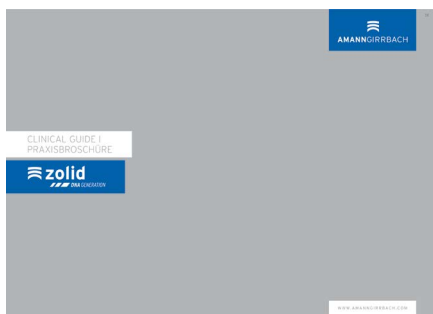 AMANNGIRRBACH
CLINICAL GUIDE I
PRAXISBROSCHÜRE
zolid
DNA GENERATION
WWW.AMANNGIRRBACH.COM